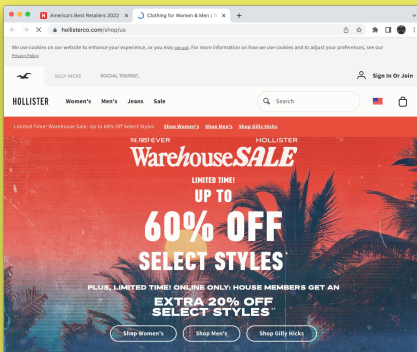 America's Best Retailers 2022
Clothing for Women & Men | 
hollisterco.com/shop/us
We use cookies on our website to enhance your experience, or you may opt out. For more information on how we use cookies and to adjust your preferences, see our
Privacy Policy
GILLY HICKS
SOCIAL TOURIST.
Sign In Or Join
HOLLISTER
Women's
Men's
Jeans
Sale
Search
Limited Time! Warehouse Sale: Up to 60% Off Select Styles Shop Women's Shop Men's Shop Gilly Hicks
THE FIRST EVER HOLLISTER
Warehouse SALE
LIMITED TIME!
UP TO
60% OFF
SELECT STYLES*
PLUS, LIMITED TIME! ONLINE ONLY: HOUSE MEMBERS GET AN
EXTRA 20% OFF
SELECT STYLES**
Shop Women's
Shop Men's
Shop Gilly Hicks